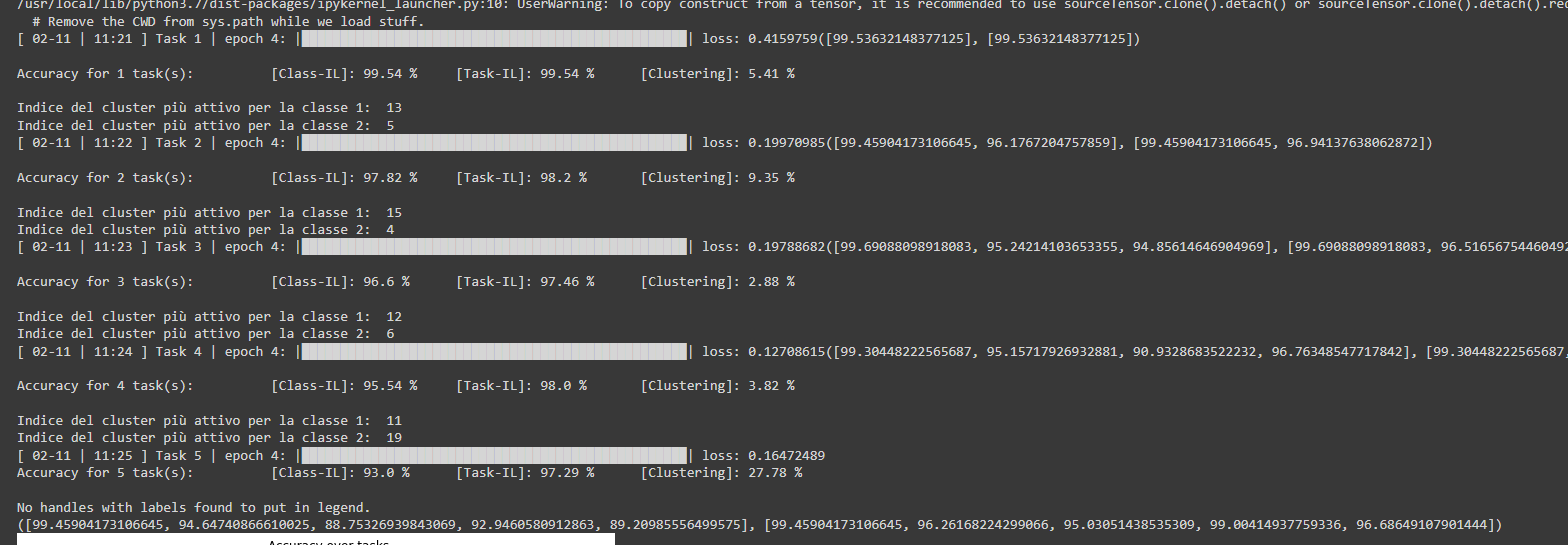 /usr/local/lib/python3.7/dist-packages/ipykernel_launcher.py:10: UserWarning: To copy construct from a tensor, it is recommended to use sourceTensor.clone().detach() or sourceTensor.clone().detach().rec
# Remove the CWD from sys.path while we load stuff.
[ 02-11 | 11:21 ] Task 1 | epoch 4: |████████████████████████████████████████████████| loss: 0.4159759([99.53632148377125], [99.53632148377125])
Accuracy for 1 task(s): [Class-IL]: 99.54 % [Task-IL]: 99.54 % [Clustering]: 5.41 %
Indice del cluster più attivo per la classe 1: 13
Indice del cluster più attivo per la classe 2: 5
[ 02-11 | 11:22 ] Task 2 | epoch 4: |████████████████████████████████████████████████| loss: 0.19970985([99.45904173106645, 96.1767204757859], [99.45904173106645, 96.94137638062872])
Accuracy for 2 task(s): [Class-IL]: 97.82 % [Task-IL]: 98.2 % [Clustering]: 9.35 %
Indice del cluster più attivo per la classe 1: 15
Indice del cluster più attivo per la classe 2: 4
[ 02-11 | 11:23 ] Task 3 | epoch 4: |████████████████████████████████████████████████| loss: 0.19788682([99.69088098918083, 95.24214103653355, 94.85614646904969], [99.69088098918083, 96.51656754460492
Accuracy for 3 task(s): [Class-IL]: 96.6 % [Task-IL]: 97.46 % [Clustering]: 2.88 %
Indice del cluster più attivo per la classe 1: 12
Indice del cluster più attivo per la classe 2: 6
[ 02-11 | 11:24 ] Task 4 | epoch 4: |████████████████████████████████████████████████| loss: 0.12708615([99.30448222565687, 95.15717926932881, 90.9328683522232, 96.76348547717842], [99.30448222565687,
Accuracy for 4 task(s): [Class-IL]: 95.54 % [Task-IL]: 98.0 % [Clustering]: 3.82 %
Indice del cluster più attivo per la classe 1: 11
Indice del cluster più attivo per la classe 2: 19
[ 02-11 | 11:25 ] Task 5 | epoch 4: |████████████████████████████████████████████████| loss: 0.16472489
Accuracy for 5 task(s): [Class-IL]: 93.0 % [Task-IL]: 97.29 % [Clustering]: 27.78 %
No handles with labels found to put in legend.
([99.45904173106645, 94.64740866610025, 88.75326939843069, 92.9460580912863, 89.20985556499575], [99.45904173106645, 96.26168224299066, 95.03051438535309, 99.00414937759336, 96.68649107901444])
Accuracy over tasks